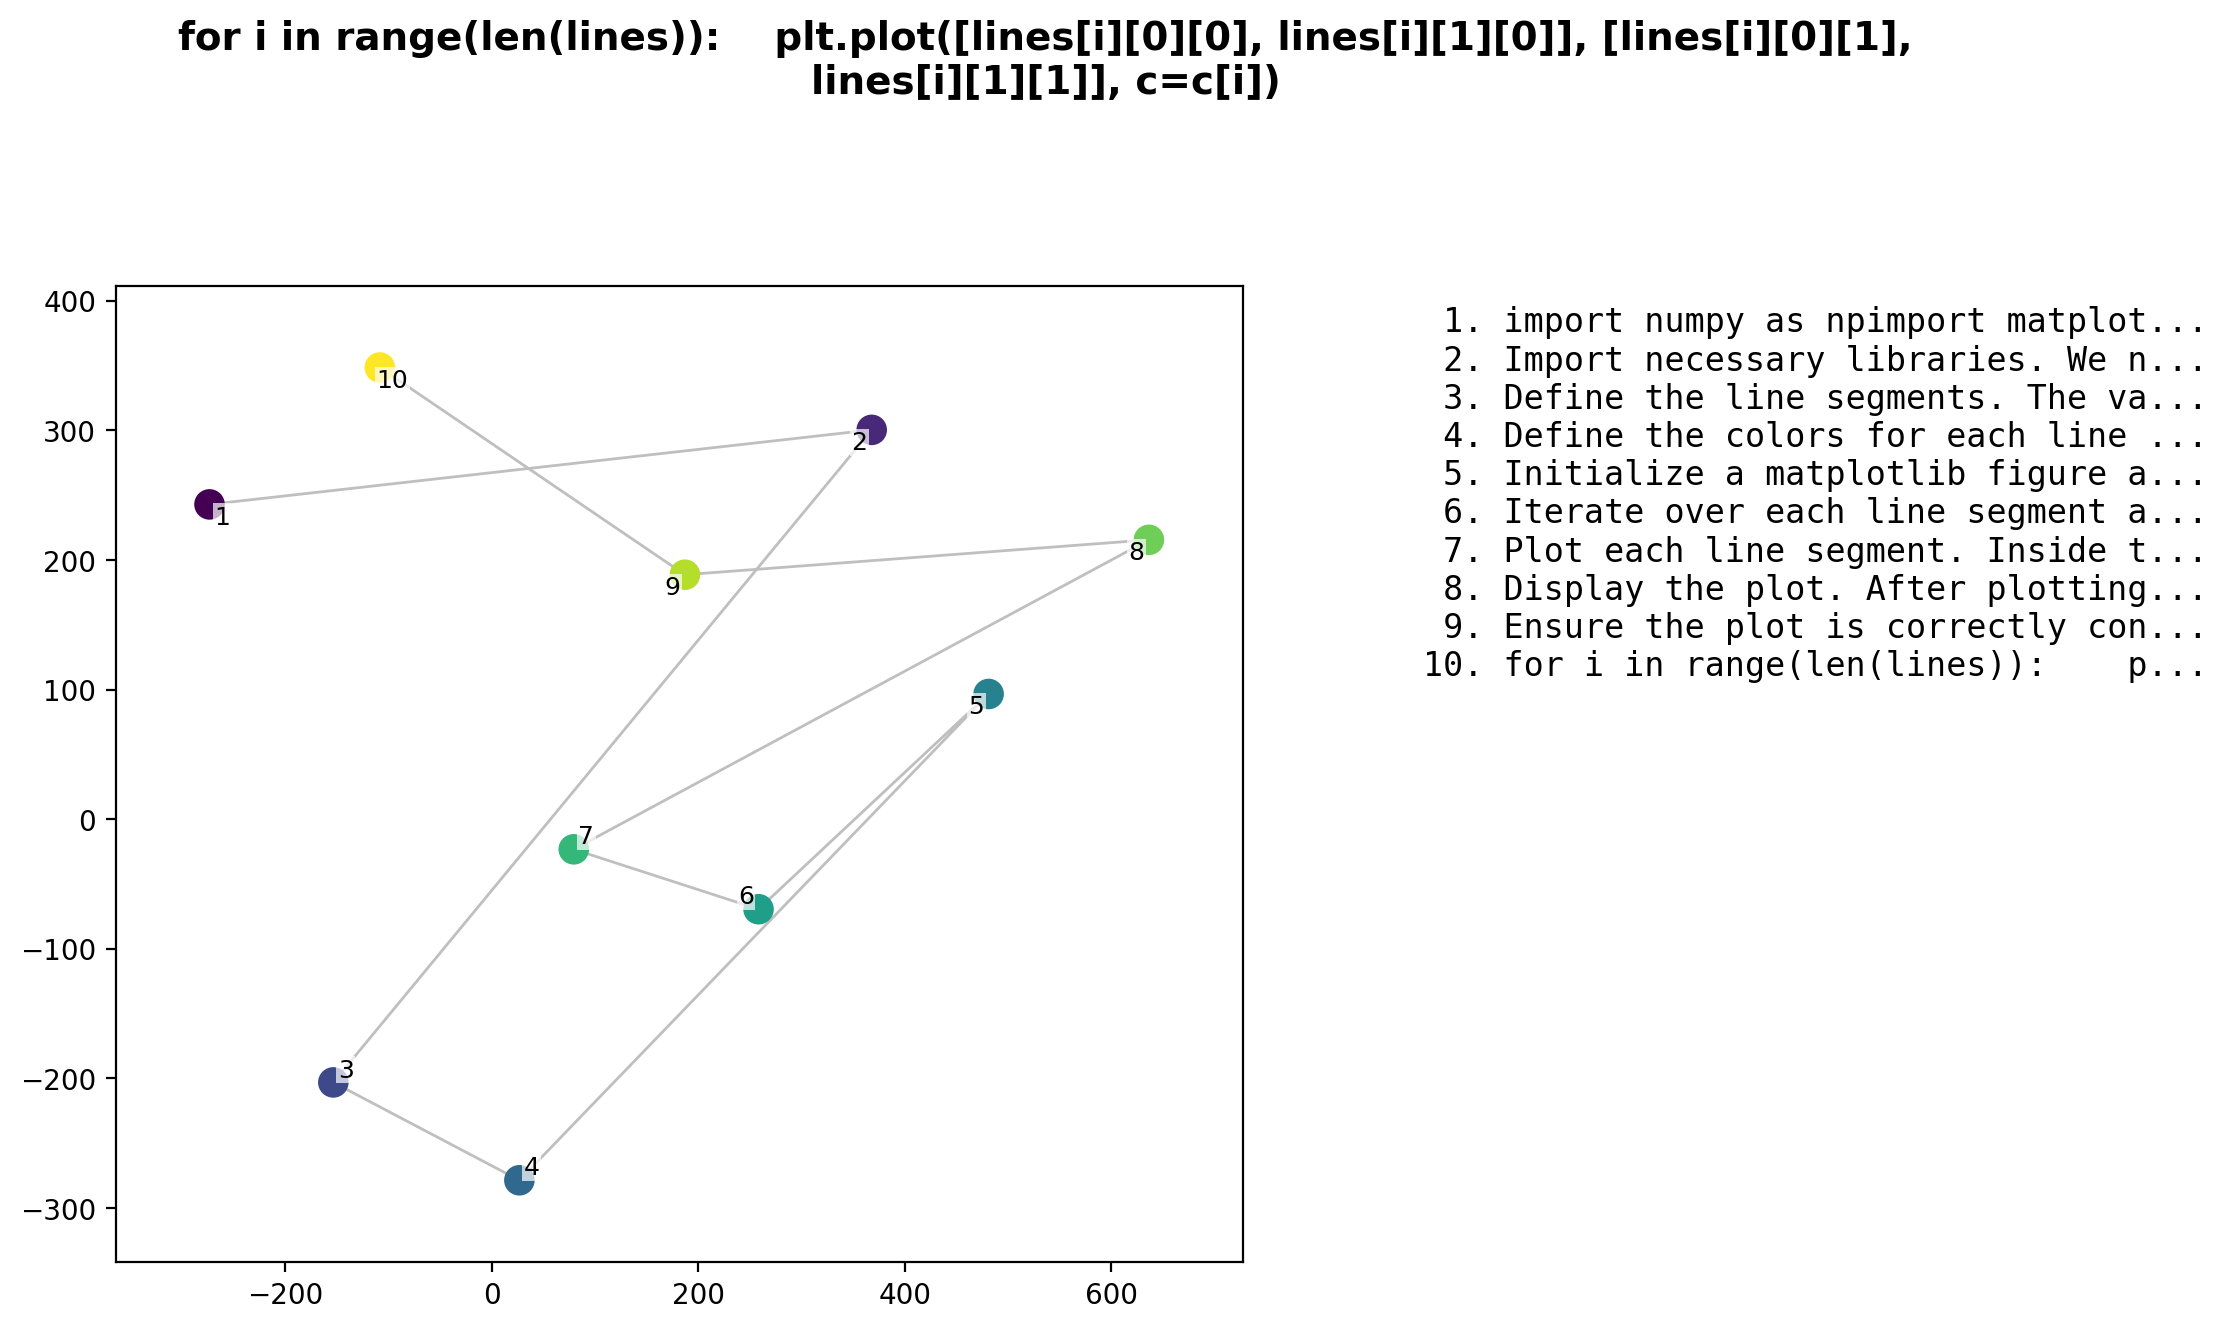 for i in range(len(lines)):    plt.plot([lines[i][0][0], lines[i][1][0]], [lines[i][0][1],
lines[i][1][1]], c=c[i])
400
300
200
100
0
−100
−200
−300
−200
0
200
400
600
10
2
1
8
9
5
7
6
3
4
1. import numpy as npimport matplot...
2. Import necessary libraries. We n...
3. Define the line segments. The va...
4. Define the colors for each line ...
5. Initialize a matplotlib figure a...
6. Iterate over each line segment a...
7. Plot each line segment. Inside t...
8. Display the plot. After plotting...
9. Ensure the plot is correctly con...
10. for i in range(len(lines)):    p...